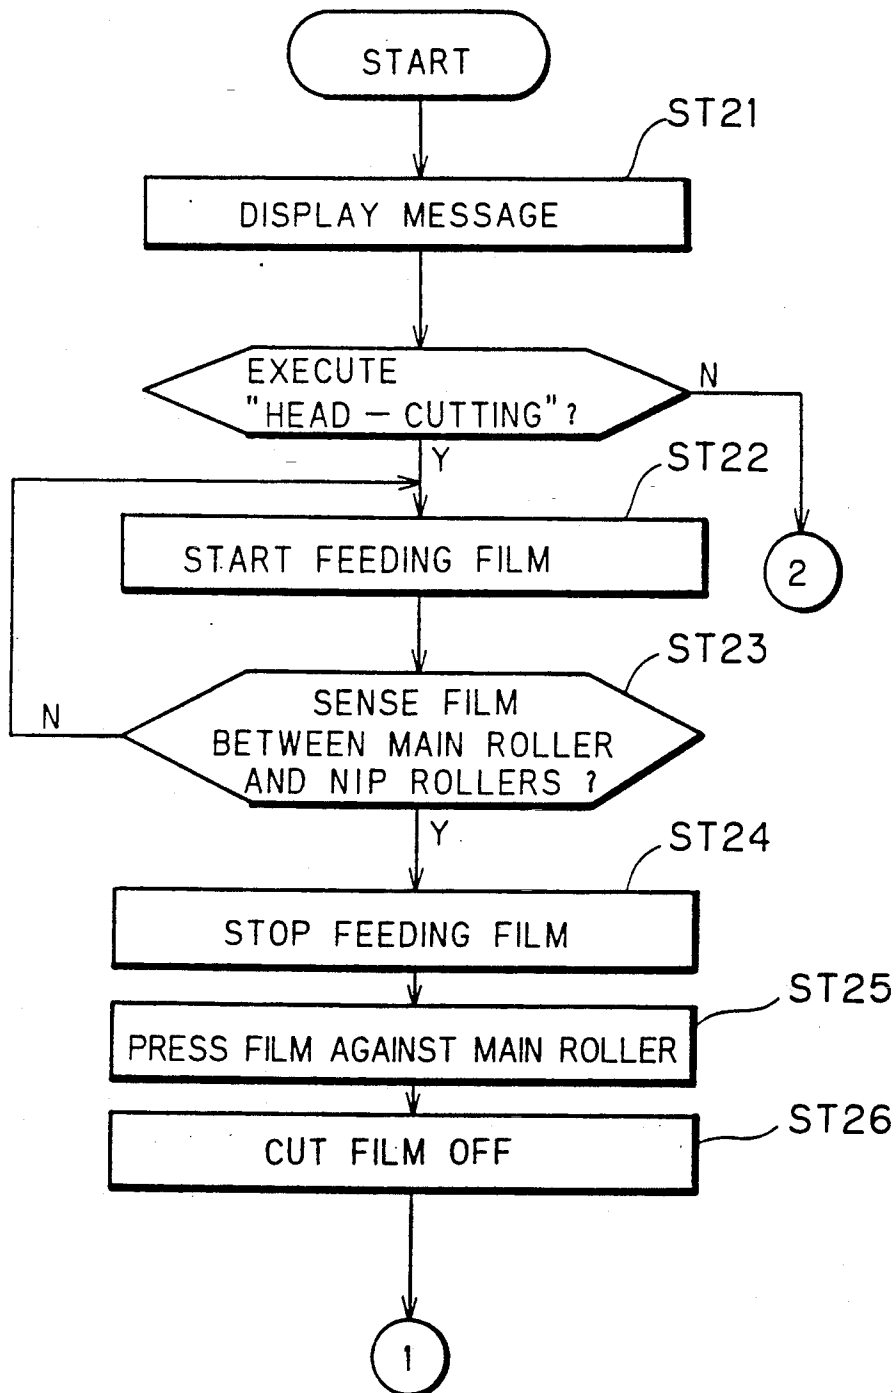 START
ST21
DISPLAY MESSAGE
EXECUTE
"HEAD — CUTTING" ?
N
Y
ST22
START FEEDING FILM
2
ST23
SENSE FILM
BETWEEN MAIN ROLLER
AND NIP ROLLERS ?
N
Y
ST24
STOP FEEDING FILM
ST25
PRESS FILM AGAINST MAIN ROLLER
ST26
CUT FILM OFF
1